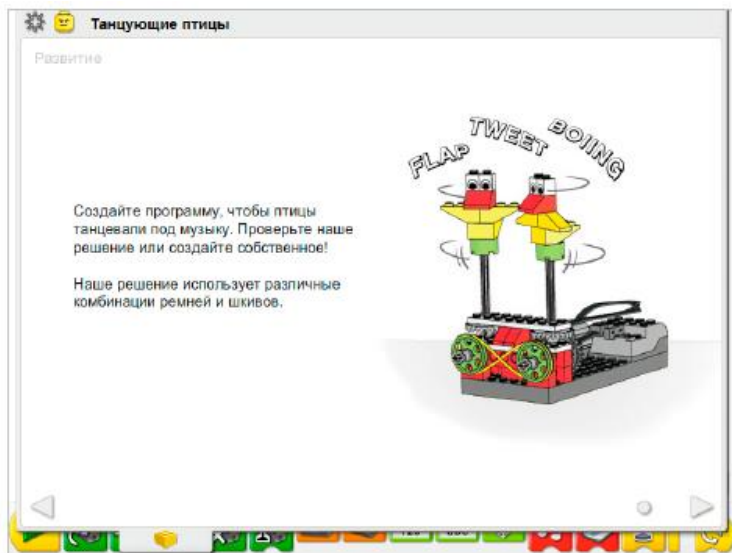 Танцующие птицы
Развитие
FLAP TWEET BOIING
Создайте программу, чтобы птицы
танцевали под музыку. Проверьте наше
решение или создайте собственное!
Наше решение использует различные
комбинации ремней и шкивов.